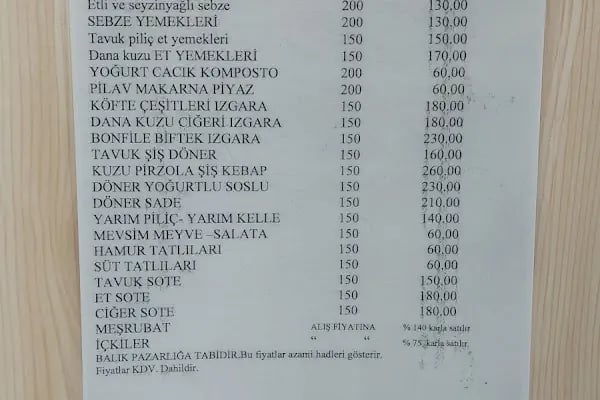 Etli ve seyzinyağlı sebze 200 130,00
SEBZE YEMEKLERİ 200 130,00
Tavuk piliç et yemekleri 150 150,00
Dana kuzu ET YEMEKLERİ 150 170,00
YOĞURT CACIK KOMPOSTO 200 60,00
PİLAV MAKARNA PİYAZ 200 60,00
KÖFTE ÇEŞİTLERİ IZGARA 150 180,00
DANA KUZU CİĞERİ IZGARA 150 180,00
BONFİLE BİFTEK IZGARA 150 230,00
TAVUK ŞİŞ DÖNER 150 160,00
KUZU PİRZOLA ŞİŞ KEBAP 150 260,00
DÖNER YOĞURTLU SOSLU 150 230,00
DÖNER SADE 150 210,00
YARIM PİLİÇ- YARIM KELLE 150 140,00
MEVSİM MEYVE –SALATA 150 60,00
HAMUR TATLILARI 150 60,00
SÜT TATLILARI 150 60,00
TAVUK SOTE 150 150,00
ET SOTE 150 180,00
CİĞER SOTE 150 180,00
MEŞRUBAT ALIŞ FİYATINA % 140 karla satılır
İÇKİLER “ “ % 75 karla satılır
BALIK PAZARLIĞA TABİDİR.Bu fiyatlar azami hadleri gösterir.
Fiyatlar KDV. Dahildir.